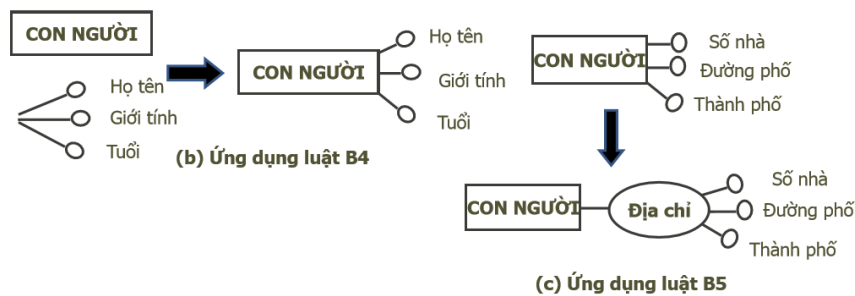 CON NGƯỜI
Họ tên
Giới tính
Tuổi
CON NGƯỜI
Họ tên
Giới tính
Tuổi
(b) Ứng dụng luật B4
CON NGƯỜI
Số nhà
Đường phố
Thành phố
CON NGƯỜI
Địa chỉ
Số nhà
Đường phố
Thành phố
(c) Ứng dụng luật B5